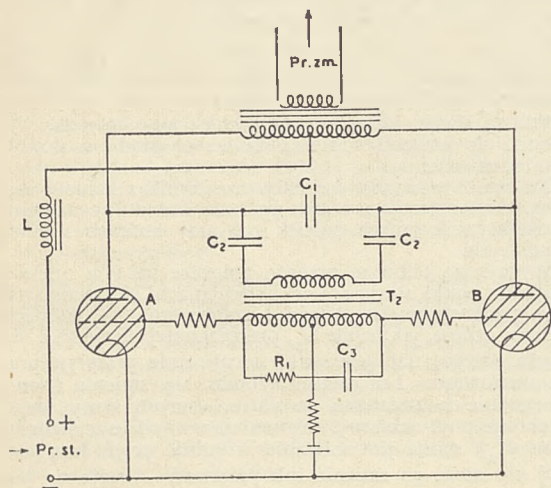 Pr. zm.
C₁
C₂
C₂
L
T₂
A
B
R₁
C₃
+
→ Pr. st.
−